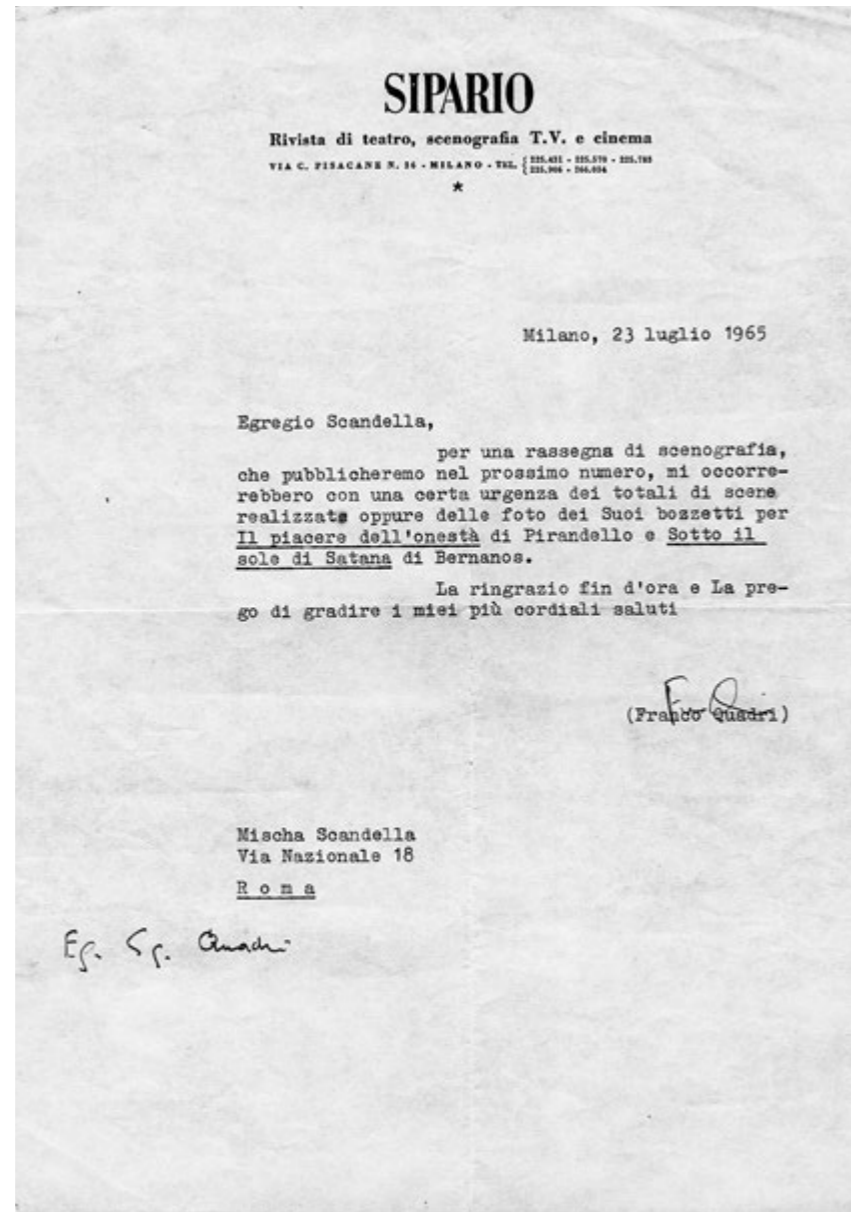 SIPARIO
Rivista di teatro, scenografia T.V. e cinema
VIA C. PISACANE N. - MILANO - TEL.
*
Milano, 23 luglio 1965
Egregio Scandella,
per una rassegna di scenografia,
che pubblicheremo nel prossimo numero, mi occorre-
rebbero con una certa urgenza dei totali di scene
realizzate oppure delle foto dei Suoi bozzetti per
Il piacere dell'onestà di Pirandello e Sotto il
sole di Satana di Bernanos.
La ringrazio fin d'ora e La pre-
go di gradire i miei più cordiali saluti
(Franco Quadri)
Mischa Scandella
Via Nazionale 18
R o m a
Eg. Sg. Quadri